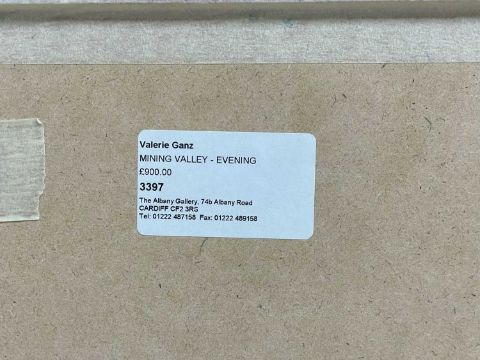 Valerie Ganz
MINING VALLEY - EVENING
£900.00
3397
The Albany Gallery, 74b Albany Road
CARDIFF CF2 3RS
Tel: 01222 487158 Fax: 01222 489158